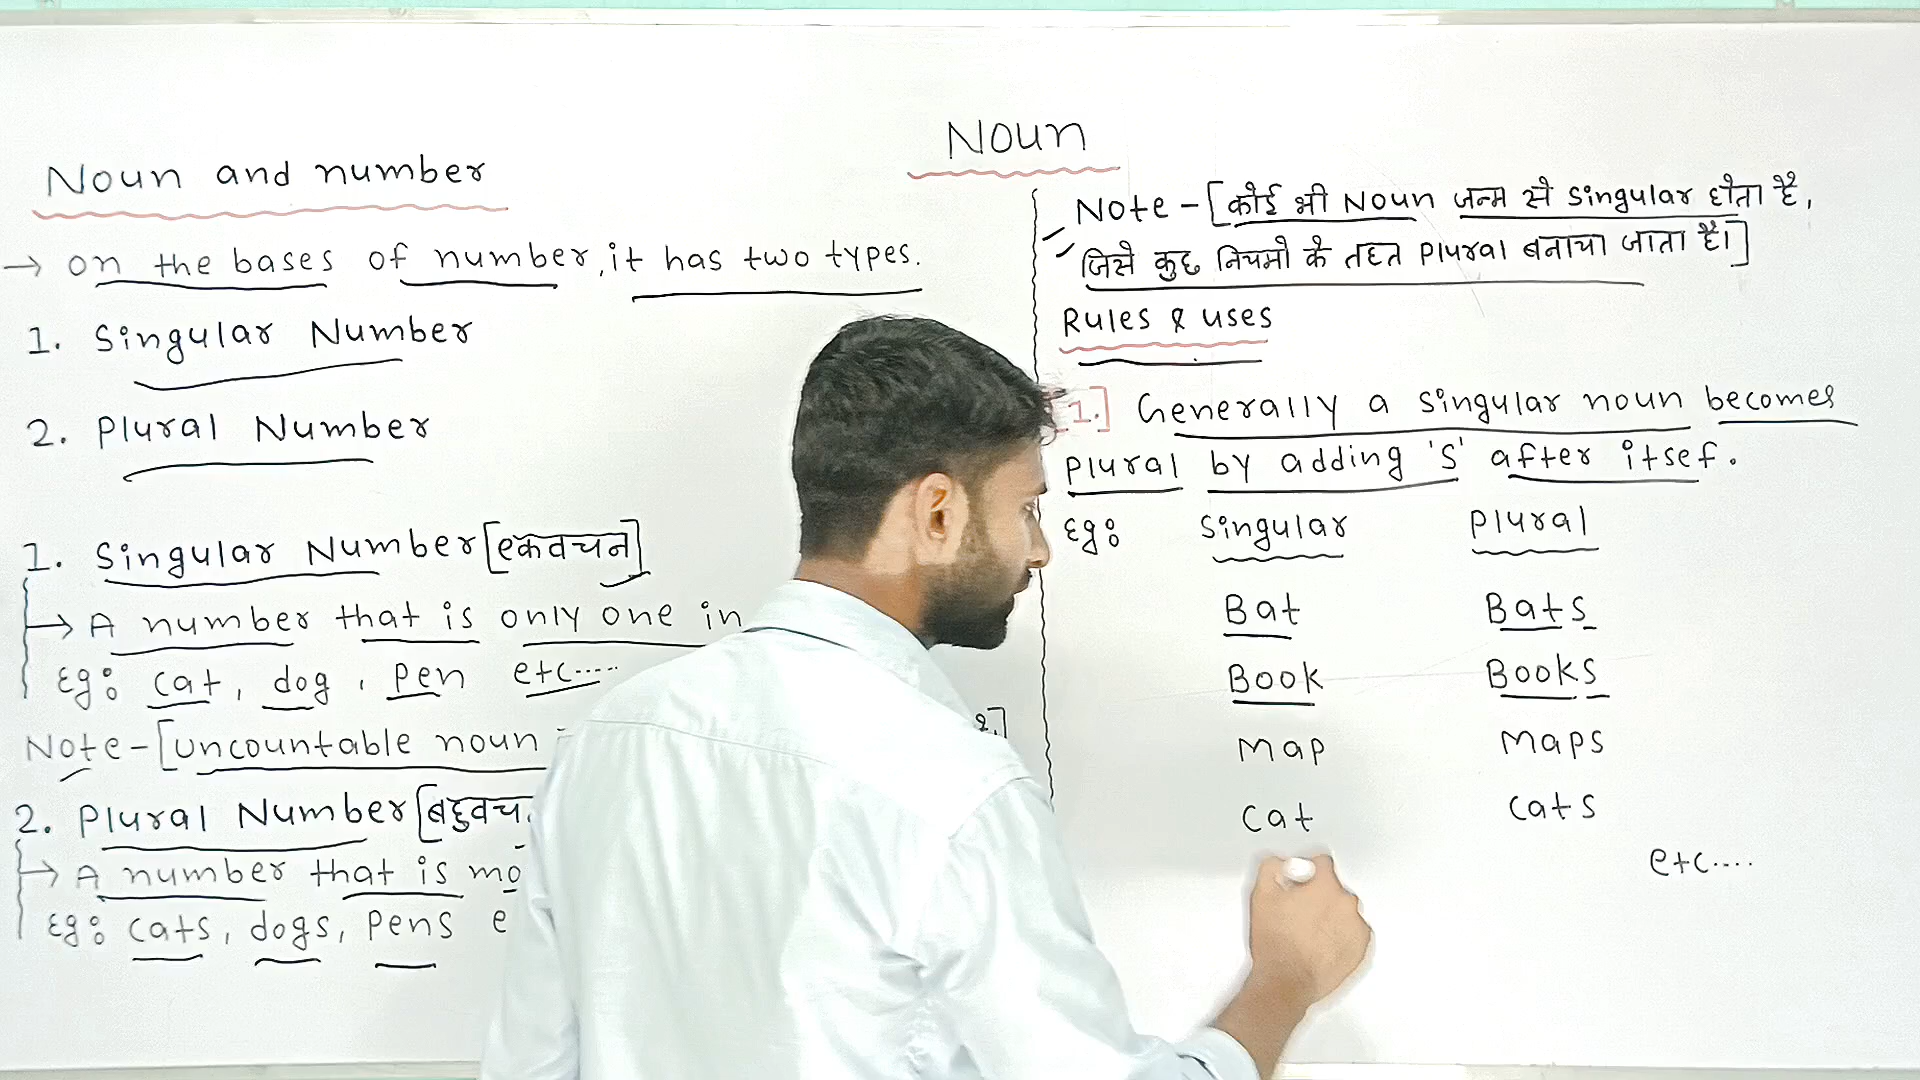 Noun
Noun and number
→ on the bases of number, it has two types.
1. Singular Number
2. Plural Number
1. Singular Number [एकवचन]
→ A number that is only one in
Eg: cat, dog, pen etc.....
Note - [uncountable noun
2. Plural Number [बहुवच
→ A number that is mo
Eg: cats, dogs, pens e
Note - [कोई भी Noun जन्म से singular होता है,
जिसे कुछ नियमो के तहत Plural बनाया जाता है।]
Rules & uses
[1.] Generally a singular noun becomes
plural by adding 's' after itsef.
Eg: Singular Plural
Bat Bats
Book Books
Map Maps
Cat Cats
etc....